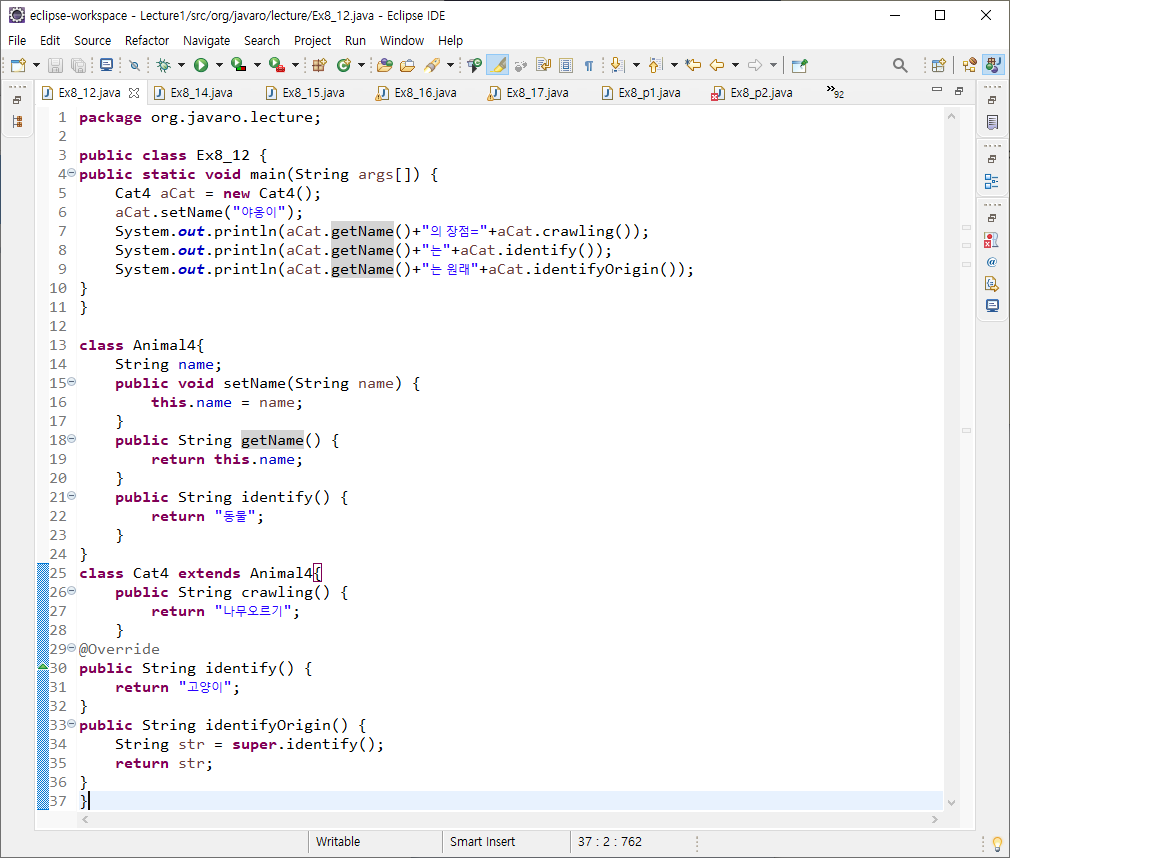 eclipse-workspace - Lecture1/src/org/javaro/lecture/Ex8_12.java - Eclipse IDE
File Edit Source Refactor Navigate Search Project Run Window Help
Ex8_12.java Ex8_14.java Ex8_15.java Ex8_16.java Ex8_17.java Ex8_p1.java Ex8_p2.java »92
1 package org.javaro.lecture;
2
3 public class Ex8_12 {
4 public static void main(String args[]) {
5     Cat4 aCat = new Cat4();
6     aCat.setName("야옹이");
7     System.out.println(aCat.getName()+"의 장점="+aCat.crawling());
8     System.out.println(aCat.getName()+"는"+aCat.identify());
9     System.out.println(aCat.getName()+"는 원래"+aCat.identifyOrigin());
10 }
11 }
12
13 class Animal4{
14     String name;
15     public void setName(String name) {
16         this.name = name;
17     }
18     public String getName() {
19         return this.name;
20     }
21     public String identify() {
22         return "동물";
23     }
24 }
25 class Cat4 extends Animal4{
26     public String crawling() {
27         return "나무오르기";
28     }
29 @Override
30 public String identify() {
31     return "고양이";
32 }
33 public String identifyOrigin() {
34     String str = super.identify();
35     return str;
36 }
37 }
Writable Smart Insert 37 : 2 : 762